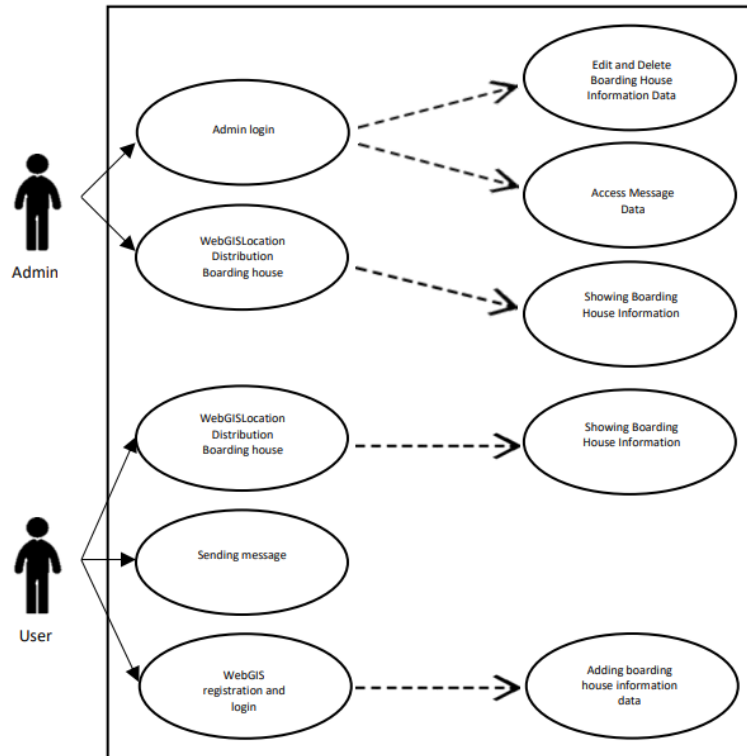 Edit and Delete
Boarding House
Information Data
Admin login
Access Message
Data
Admin
WebGISLocation
Distribution
Boarding house
Showing Boarding
House Information
WebGISLocation
Distribution
Boarding house
Showing Boarding
House Information
Sending message
User
WebGIS
registration and
login
Adding boarding
house information
data